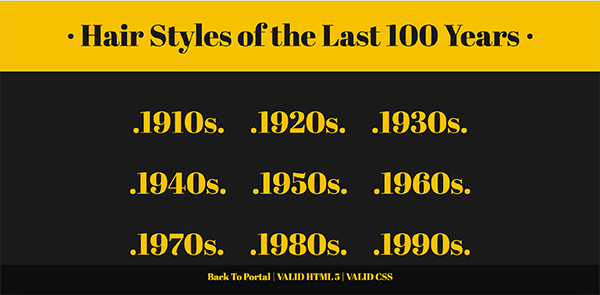 · Hair Styles of the Last 100 Years ·
.1910s. .1920s. .1930s.
.1940s. .1950s. .1960s.
.1970s. .1980s. .1990s.
Back To Portal | VALID HTML 5 | VALID CSS